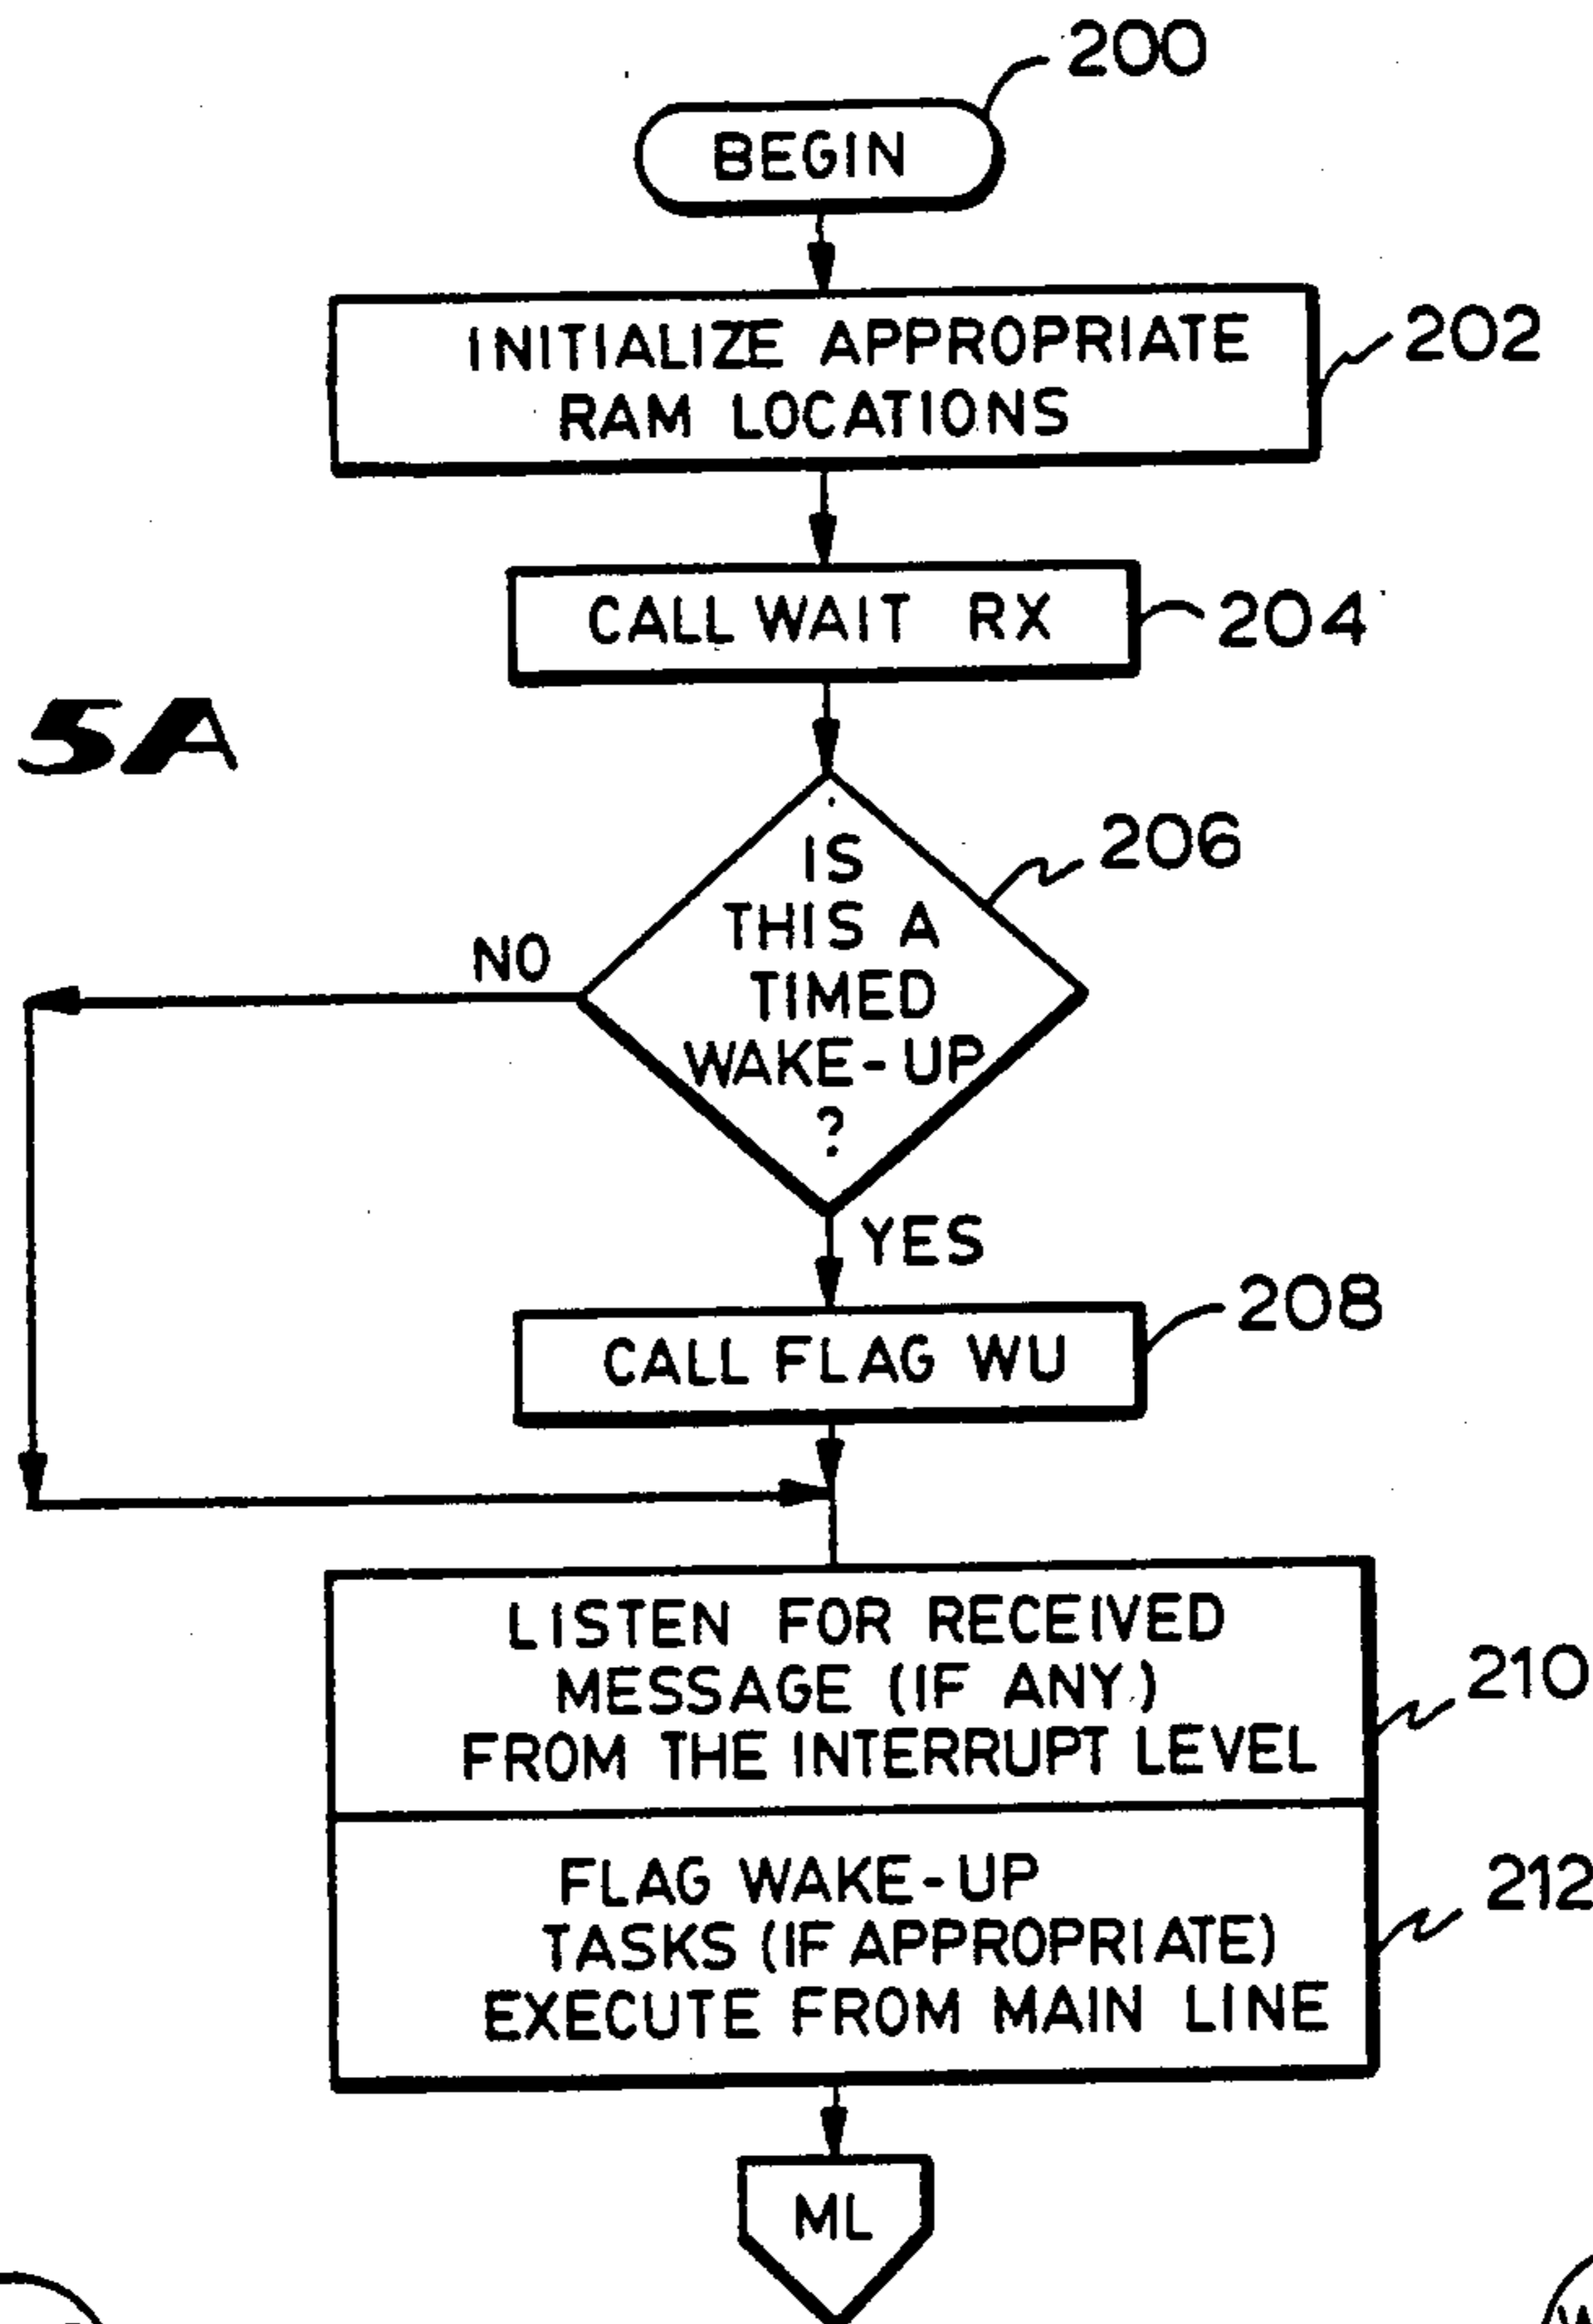 200
BEGIN
INITIALIZE APPROPRIATE
RAM LOCATIONS
202
CALL WAIT RX
204
5A
IS
THIS A
TIMED
WAKE-UP
?
206
NO
YES
CALL FLAG WU
208
LISTEN FOR RECEIVED
MESSAGE (IF ANY)
FROM THE INTERRUPT LEVEL
210
FLAG WAKE-UP
TASKS (IF APPROPRIATE)
EXECUTE FROM MAIN LINE
212
ML